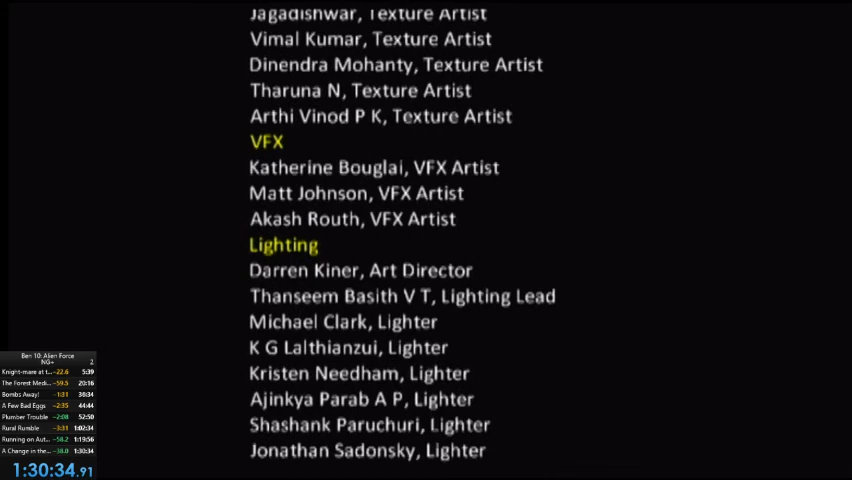 Jagadishwar, Texture Artist
Vimal Kumar, Texture Artist
Dinendra Mohanty, Texture Artist
Tharuna N, Texture Artist
Arthi Vinod P K, Texture Artist
VFX
Katherine Bouglai, VFX Artist
Matt Johnson, VFX Artist
Akash Routh, VFX Artist
Lighting
Darren Kiner, Art Director
Thanseem Basith V T, Lighting Lead
Michael Clark, Lighter
K G Lalthianzui, Lighter
Kristen Needham, Lighter
Ajinkya Parab A P, Lighter
Shashank Paruchuri, Lighter
Jonathan Sadonsky, Lighter
Ben 10: Alien Force
NG+ 2
Knight-mare at t... -22.6 5:39
The Forest Medi... -59.5 20:16
Bombs Away! -1:31 36:34
A Few Bad Eggs -2:35 44:44
Plumber Trouble -2:08 52:50
Rural Rumble -3:31 1:02:34
Running on Aut... -58.2 1:19:56
A Change in the... -38.0 1:30:34
1:30:34.91